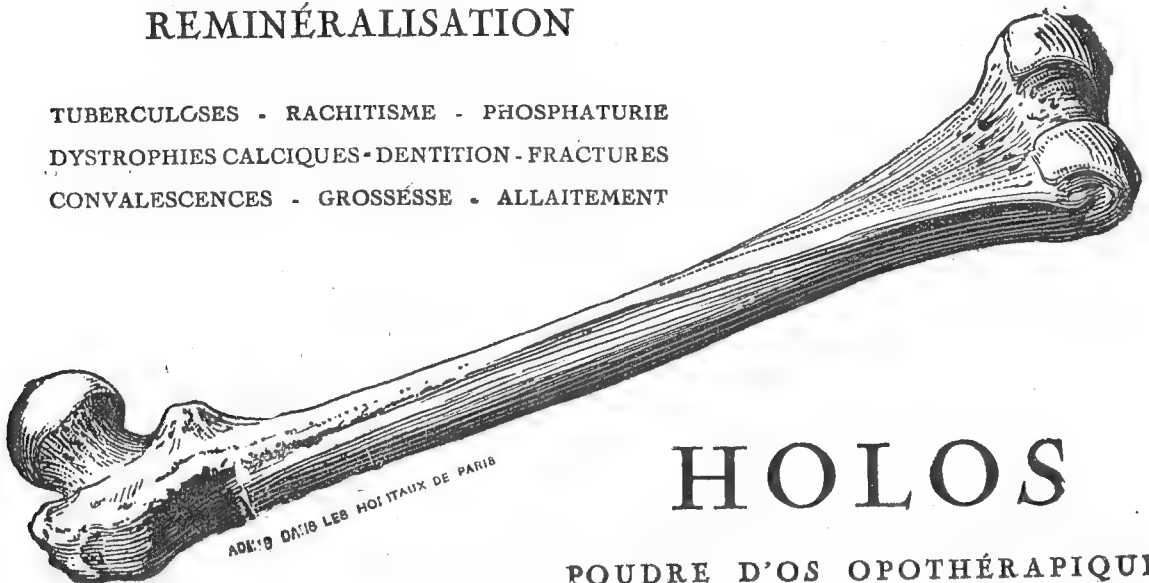 REMINÉRALISATION
TUBERCULOSES - RACHITISME - PHOSPHATURIE
DYSTROPHIES CALCIQUES - DENTITION - FRACTURES
CONVALESCENCES - GROSSESSE - ALLAITEMENT
ADMIS DANS LES HOPITAUX DE PARIS
HOLOS
POUDRE D'OS OPOTHÉRAPIQUE